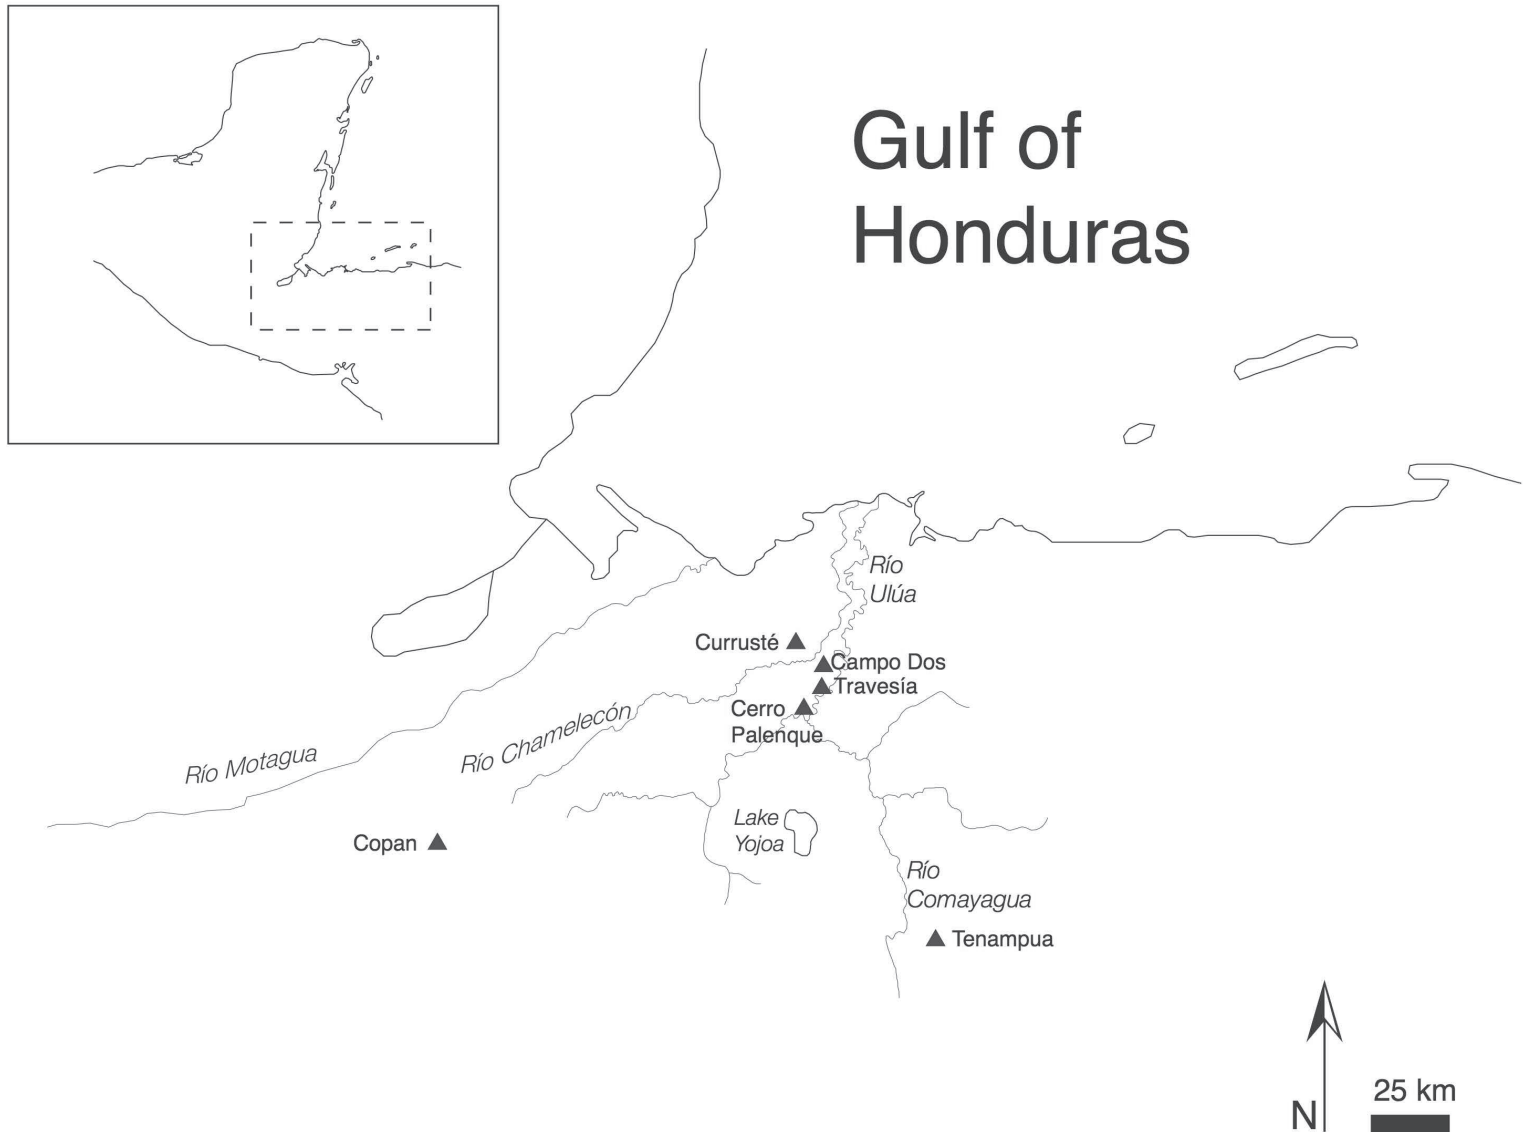 Gulf of
Honduras
Río
Ulúa
Currusté
Campo Dos
Travesía
Cerro
Palenque
Río Chamelecón
Río Motagua
Lake
Yojoa
Copan
Río
Comayagua
Tenampua
N
25 km